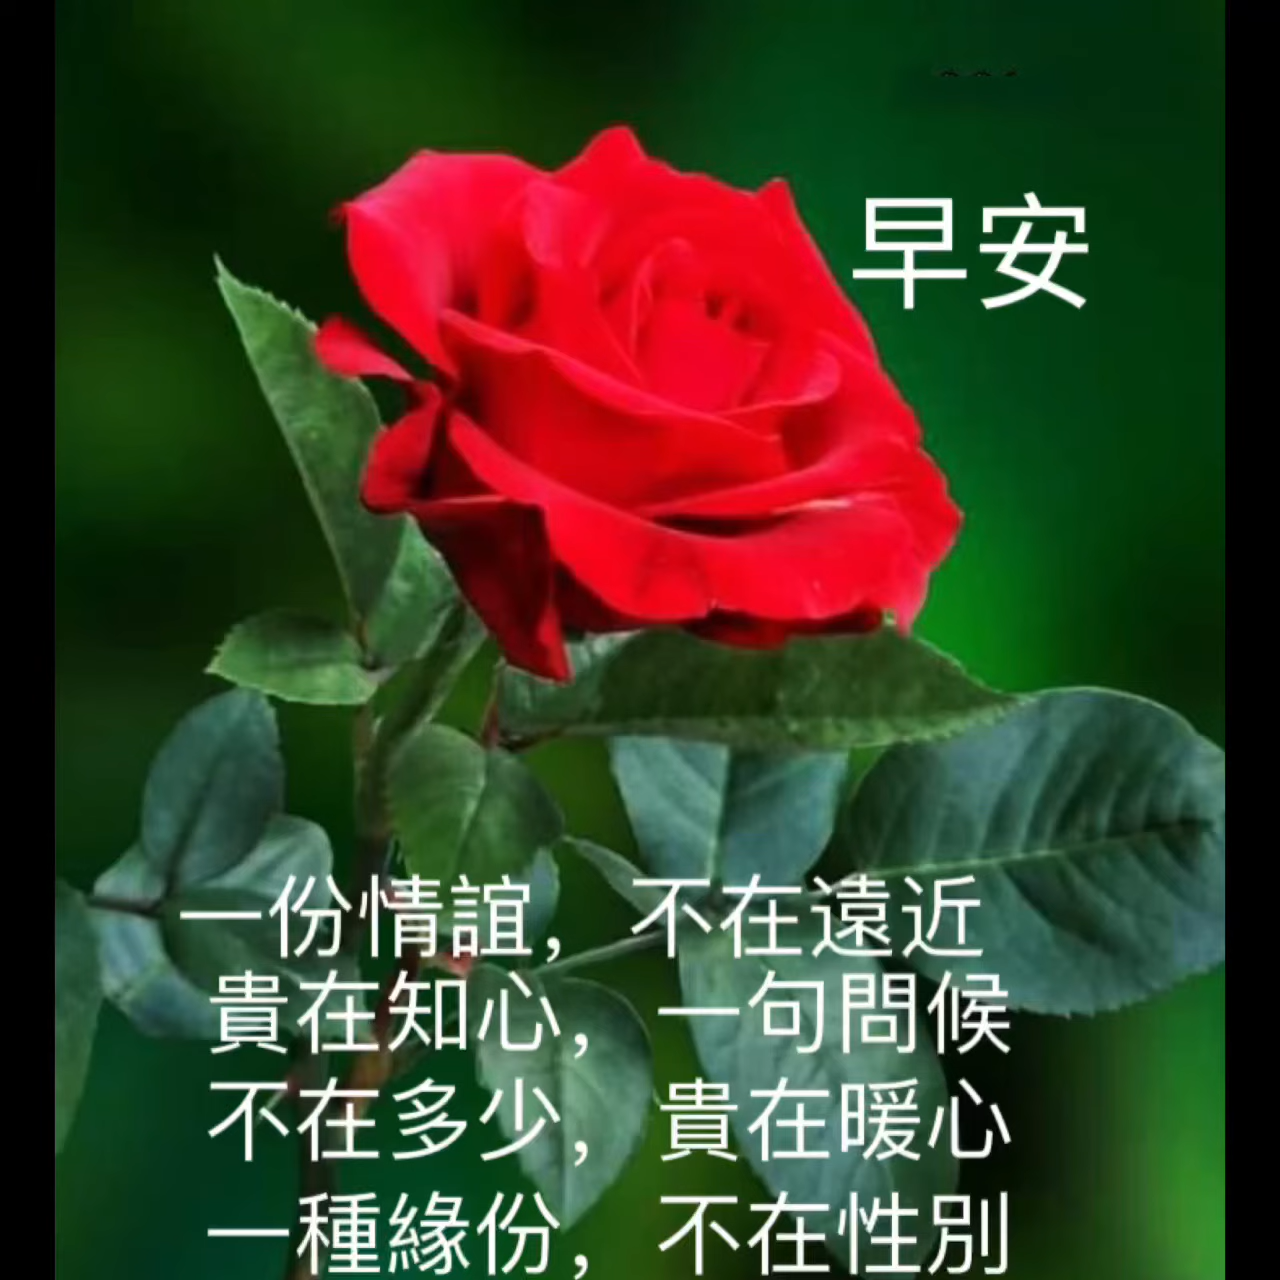 早安
一份情誼，不在遠近
貴在知心，一句問候
不在多少，貴在暖心
一種緣份，不在性別